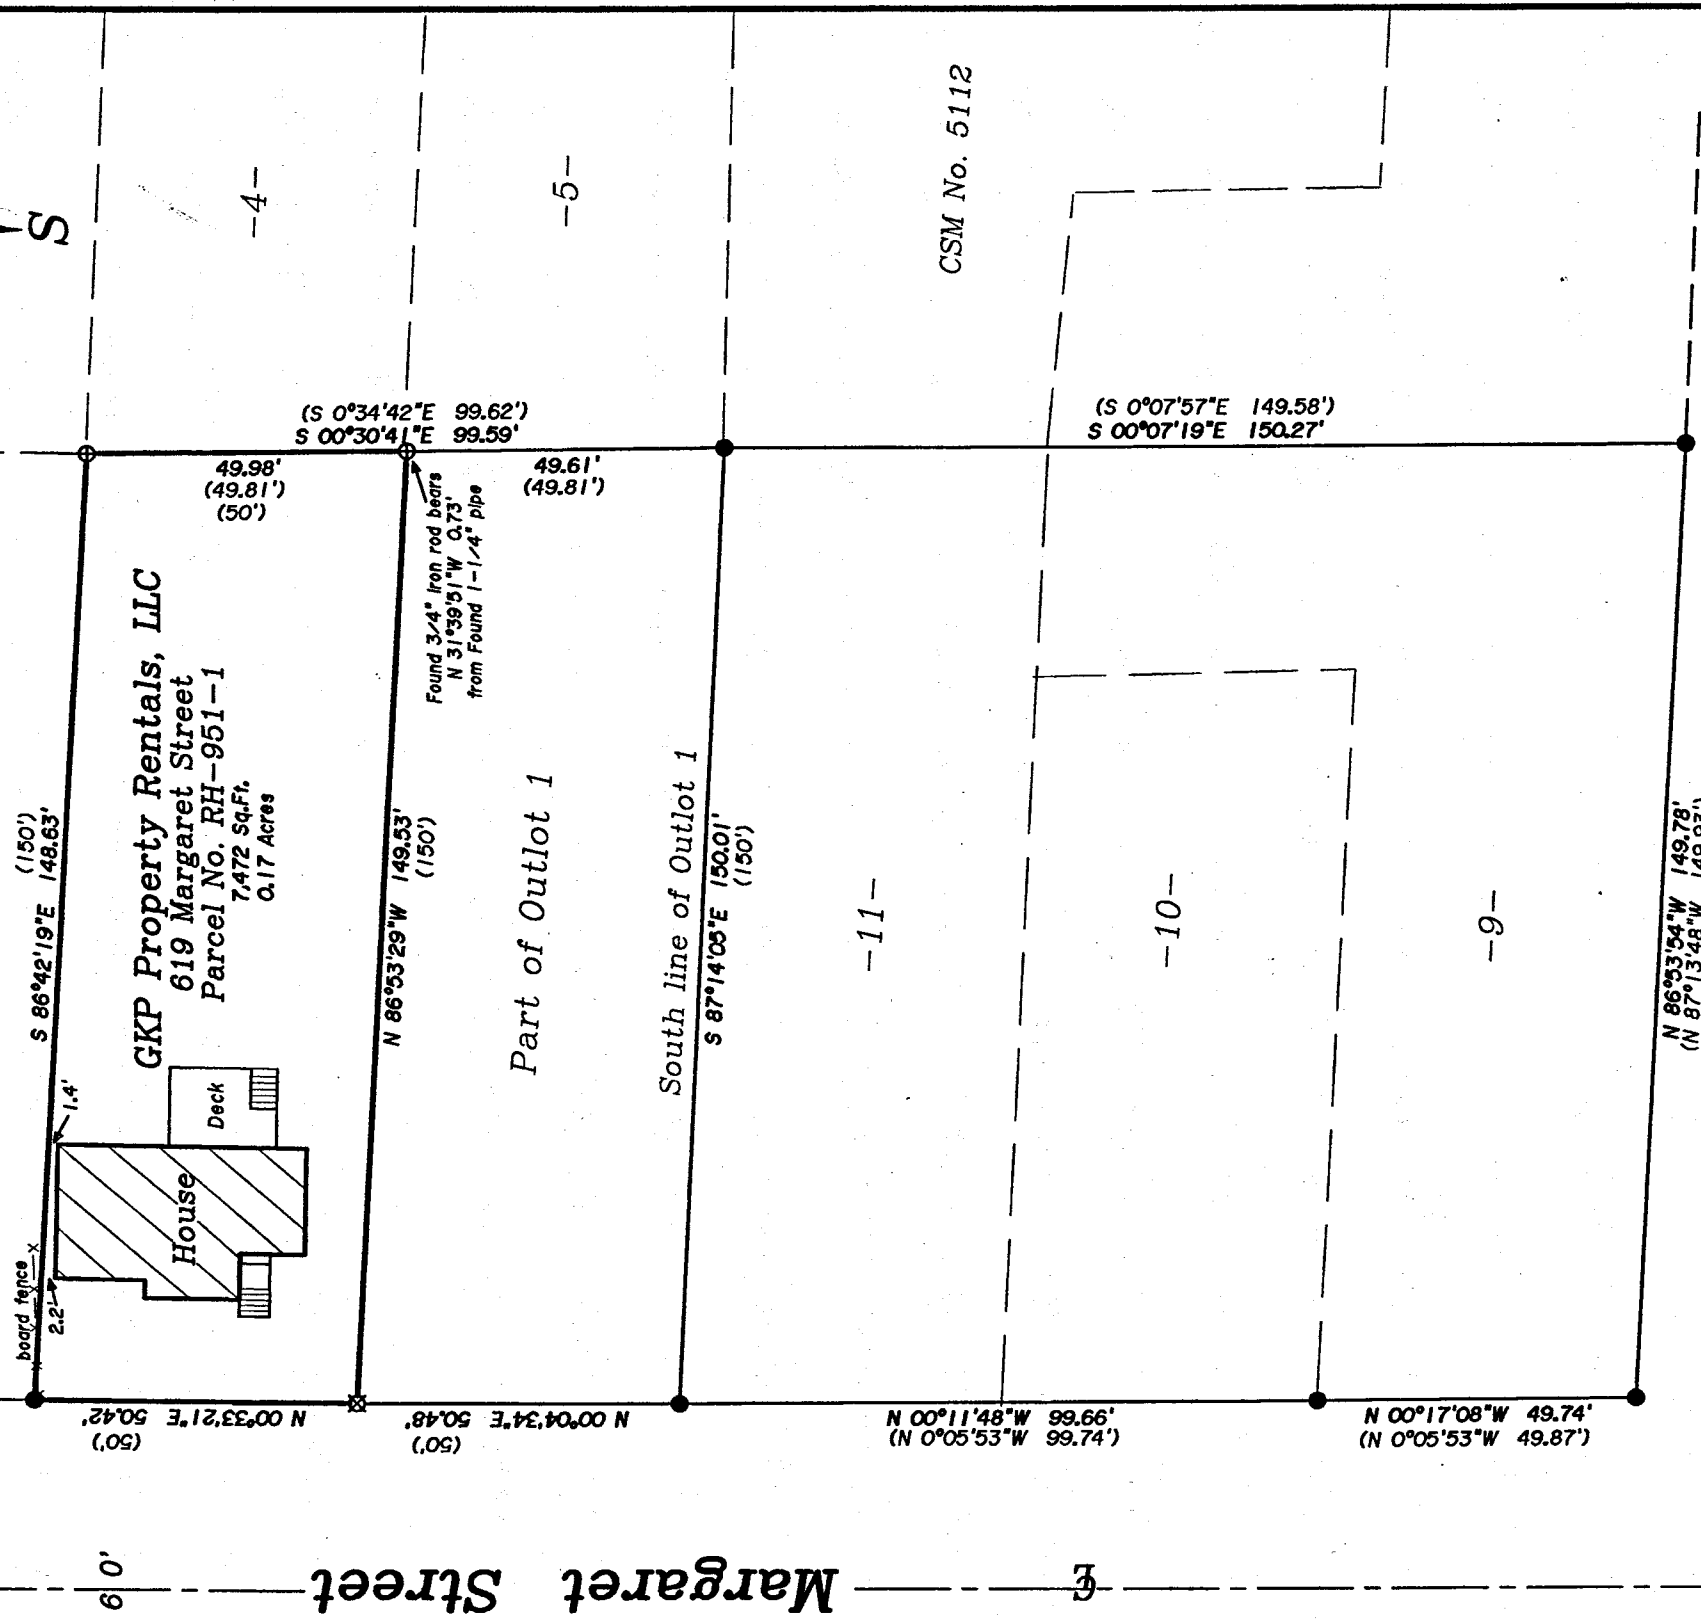 S
-4-
-5-
CSM No. 5112
(S 0°34'42"E 99.62')
S 00°30'41"E 99.59'
49.98'
(49.81')
(50')
49.61'
(49.81')
(S 0°07'57"E 149.58')
S 00°07'19"E 150.27'
Found 3/4" iron rod bears
N 31°39'51"W 0.73'
from Found 1-1/4" pipe
(150')
S 86°42'19"E 148.63'
GKP Property Rentals, LLC
619 Margaret Street
Parcel No. RH-951-1
7,472 Sq.Ft.
0.17 Acres
N 86°53'29"W 149.53'
(150')
Part of Outlot 1
South line of Outlot 1
S 87°14'05"E 150.01'
(150')
-11-
-10-
-9-
N 86°53'54"W 149.78'
(N 87°13'48"W 149.93')
1.4'
Deck
House
board fence
2.2'
N 00°33'21"E 50.42'
(50')
N 00°04'34"E 50.48'
(50')
N 00°11'48"W 99.66'
(N 0°05'53"W 99.74')
N 00°17'08"W 49.74'
(N 0°05'53"W 49.87')
60'
Margaret Street